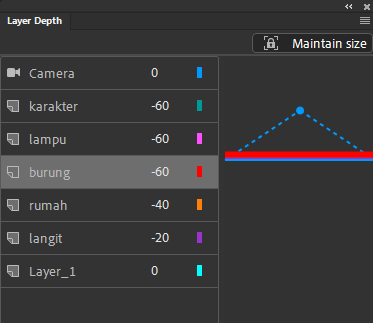 Layer Depth
Maintain size
Camera 0
karakter -60
lampu -60
burung -60
rumah -40
langit -20
Layer_1 0